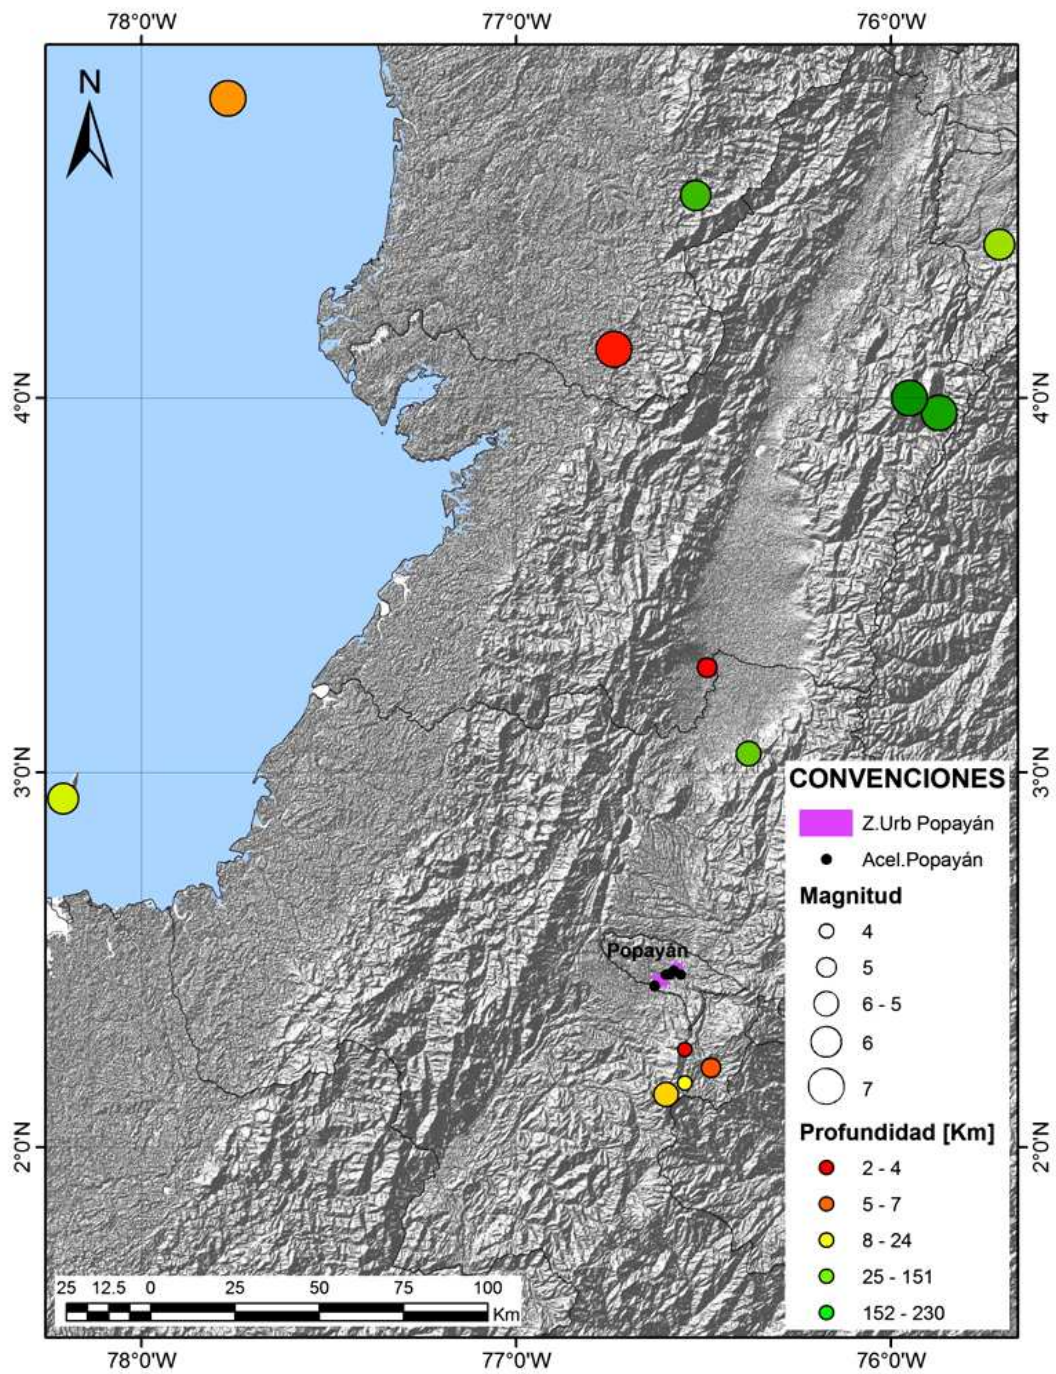 78°0'W 77°0'W 76°0'W
N
4°0'N 4°0'N
3°0'N 3°0'N
CONVENCIONES
Z.Urb Popayán
Acel.Popayán
Magnitud
4
5
6 - 5
6
7
Popayán
2°0'N 2°0'N
Profundidad [Km]
2 - 4
5 - 7
8 - 24
25 - 151
152 - 230
25 12.5 0 25 50 75 100
Km
78°0'W 77°0'W 76°0'W